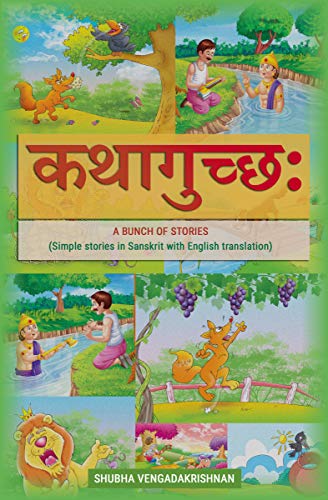 कथागुच्छः
A BUNCH OF STORIES
(Simple stories in Sanskrit with English translation)
SHUBHA VENGADAKRISHNAN